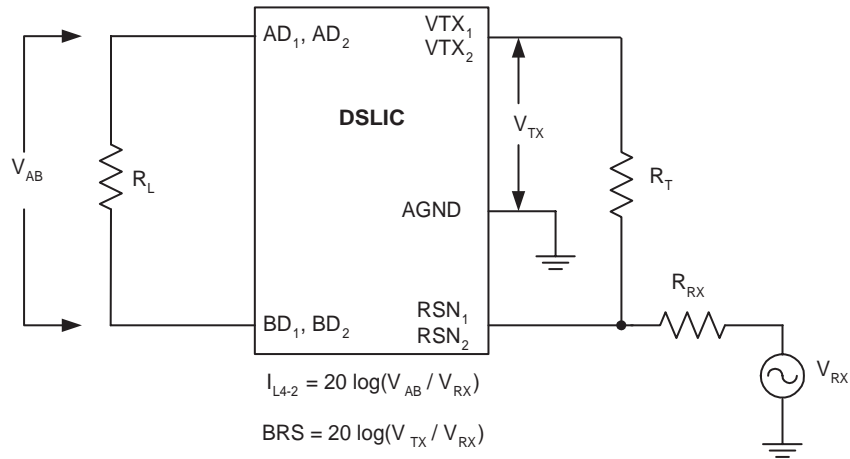 AD1, AD2
VTX1
VTX2
DSLIC
VTX
VAB
RL
RT
AGND
RRX
BD1, BD2
RSN1
RSN2
VRX
IL4-2 = 20 log(VAB / VRX)
BRS = 20 log(VTX / VRX)